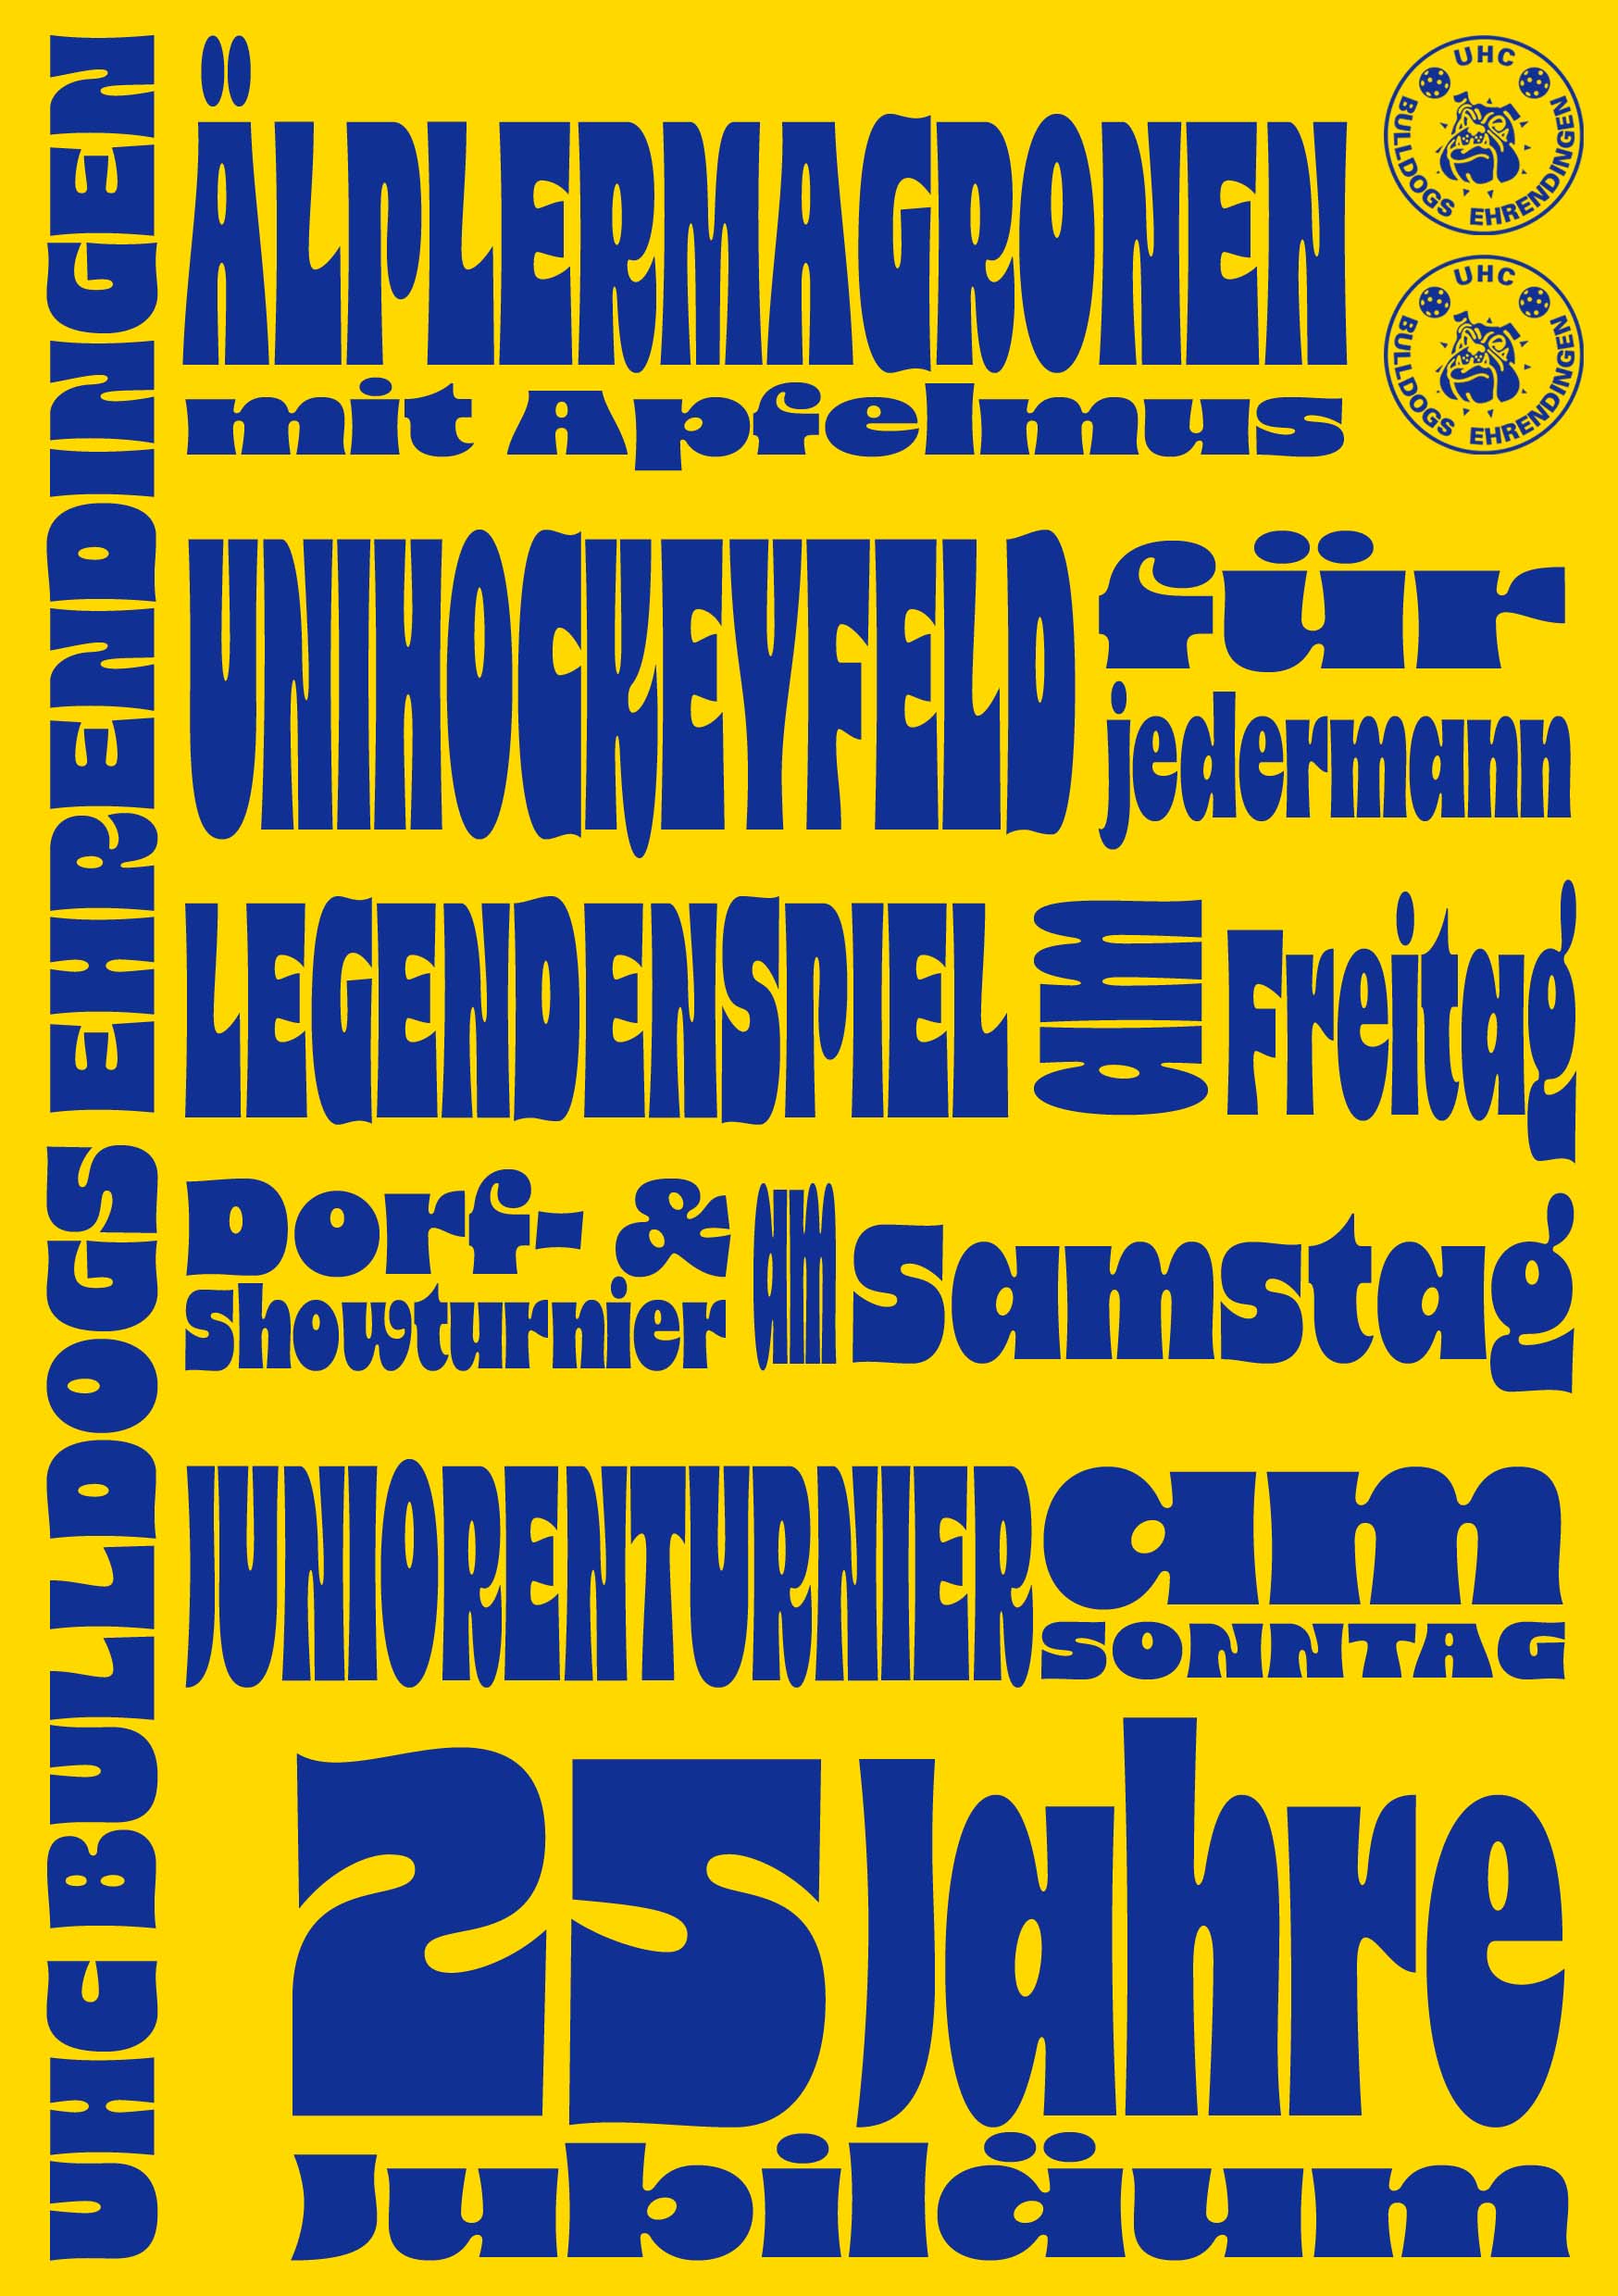 UHC BULLDOGS EHRENDINGEN
ÄLPLERMAGRONEN
mit Apfelmus
UHC BULLDOGS EHRENDINGEN
UHC BULLDOGS EHRENDINGEN
UNIHOCKEYFELD für
jedermann
LEGENDENSPIEL am Freitag
Dorf- &
showturnier am Samstag
JUNIORENTURNIER am
SONNTAG
25 Jahre
Jubiläum